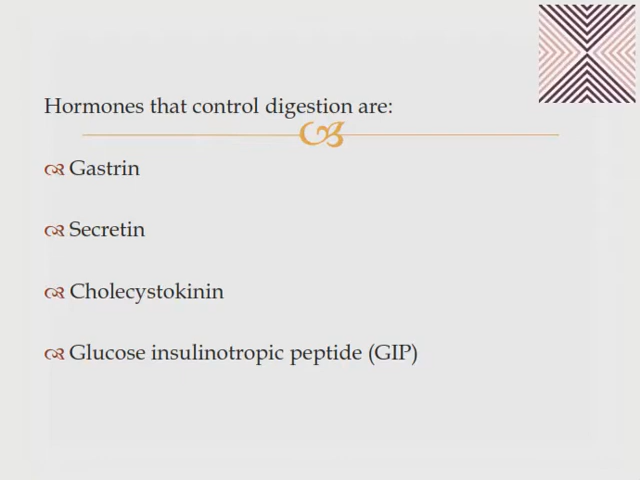 Hormones that control digestion are:
Gastrin
Secretin
Cholecystokinin
Glucose insulinotropic peptide (GIP)